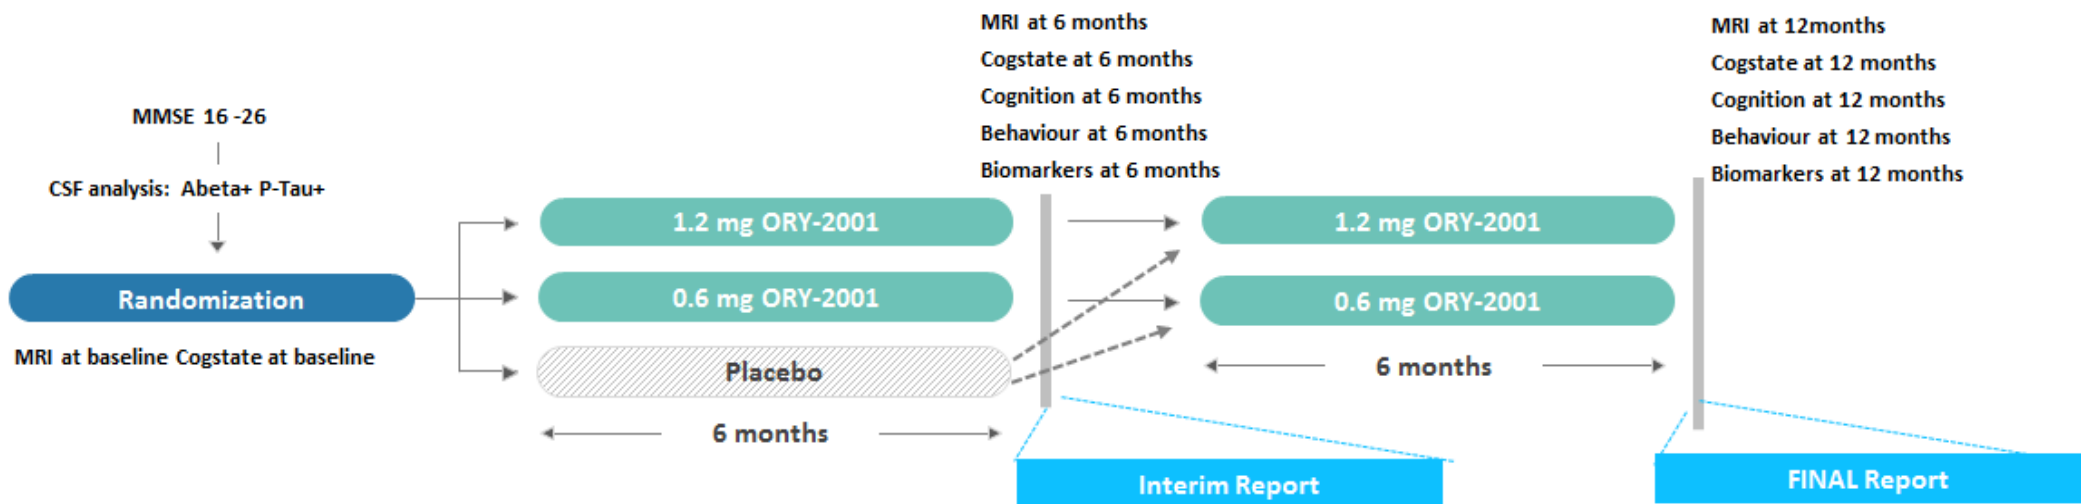 MMSE 16 -26
CSF analysis: Abeta+ P-Tau+
Randomization
MRI at baseline Cogstate at baseline
1.2 mg ORY-2001
0.6 mg ORY-2001
Placebo
6 months
MRI at 6 months
Cogstate at 6 months
Cognition at 6 months
Behaviour at 6 months
Biomarkers at 6 months
Interim Report
1.2 mg ORY-2001
0.6 mg ORY-2001
6 months
MRI at 12months
Cogstate at 12 months
Cognition at 12 months
Behaviour at 12 months
Biomarkers at 12 months
FINAL Report